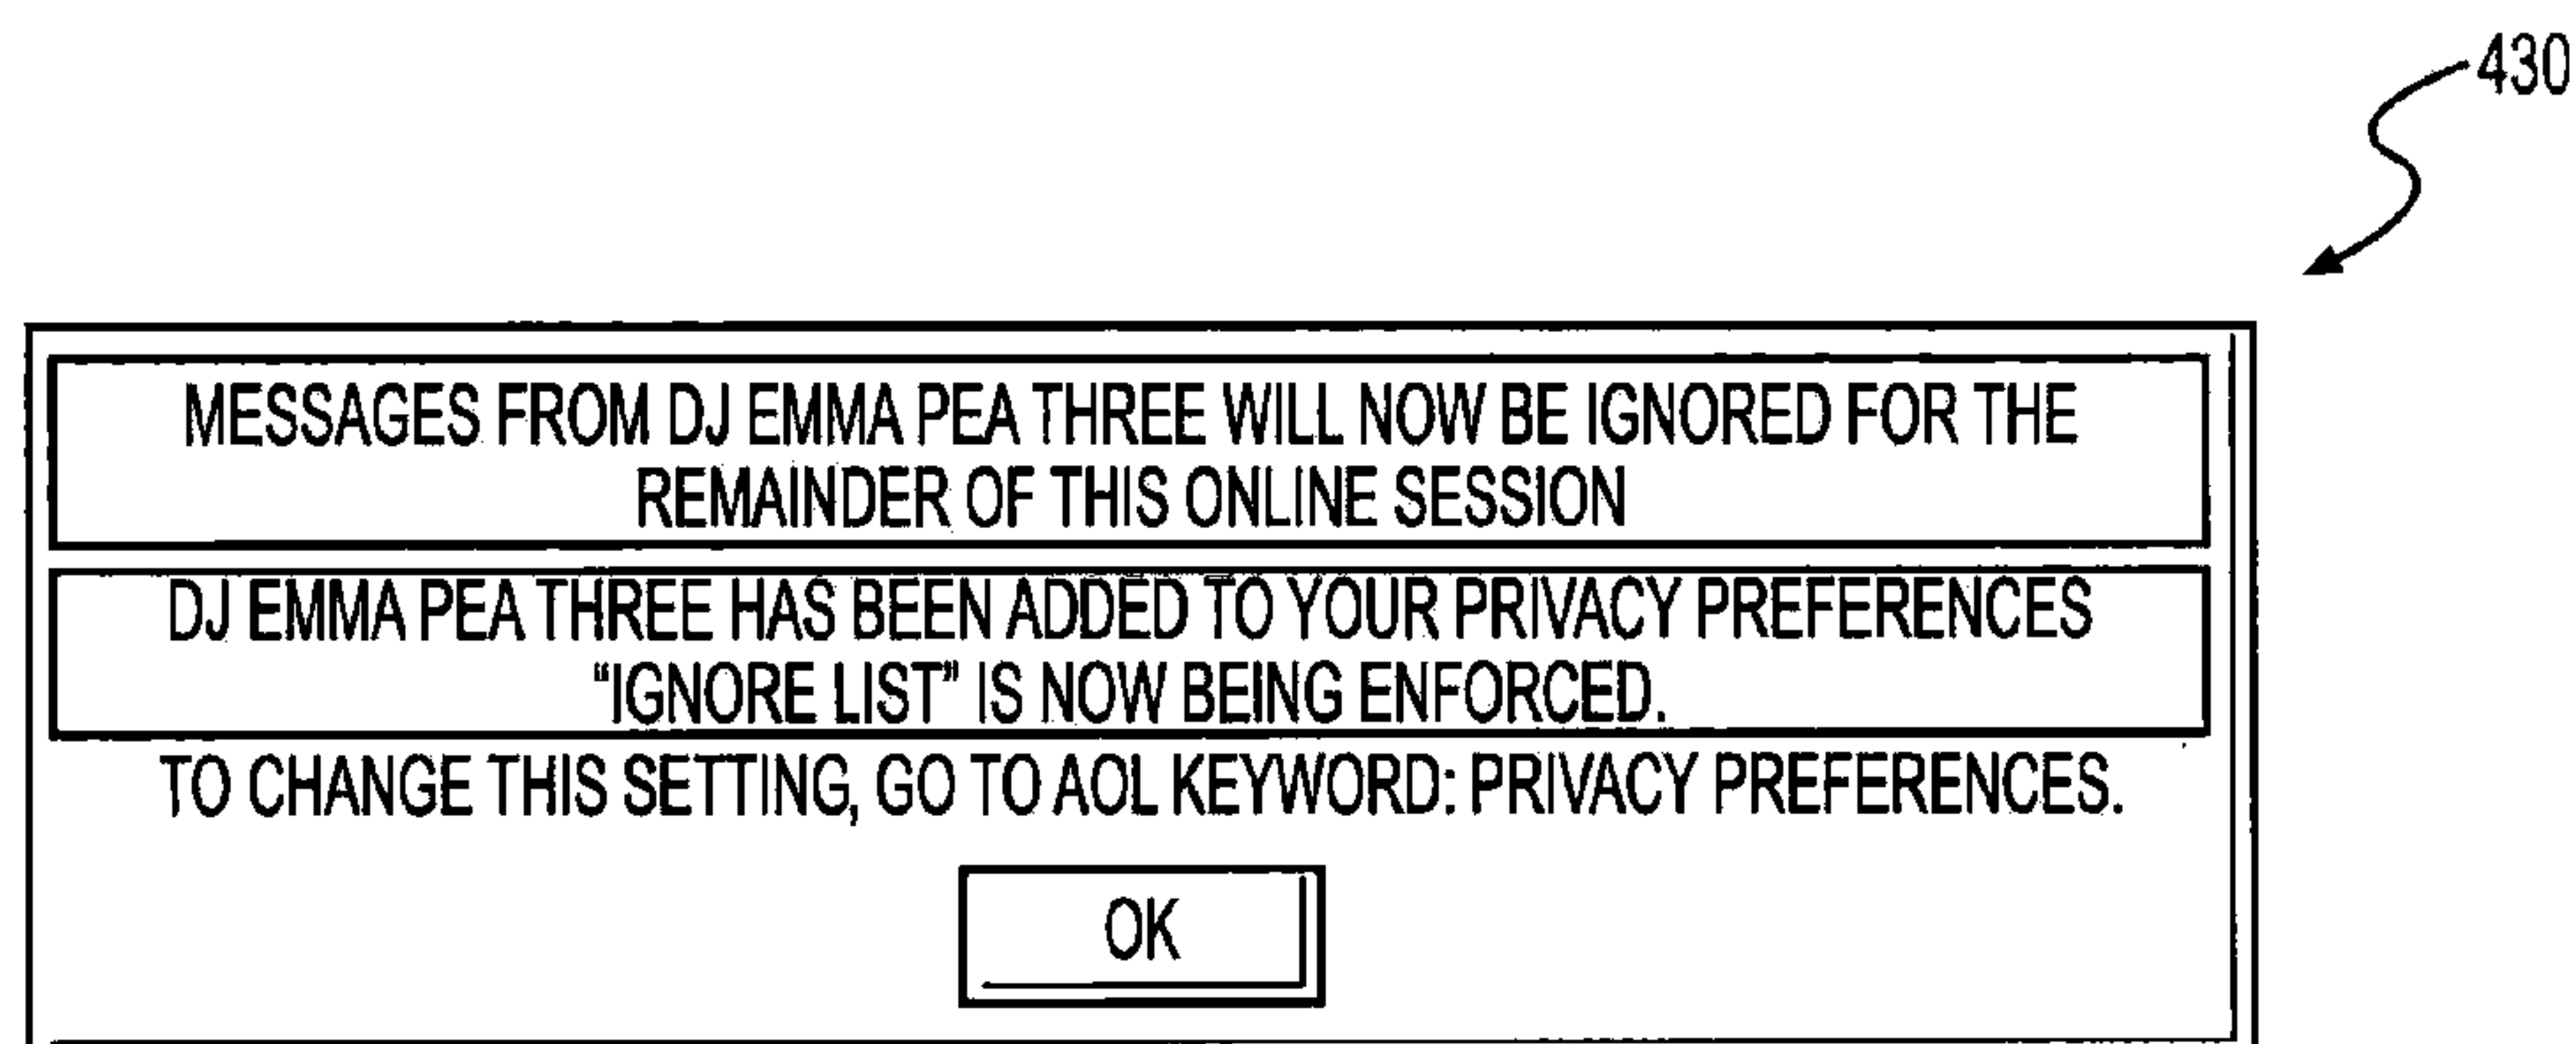 430
MESSAGES FROM DJ EMMA PEA THREE WILL NOW BE IGNORED FOR THE
REMAINDER OF THIS ONLINE SESSION
DJ EMMA PEA THREE HAS BEEN ADDED TO YOUR PRIVACY PREFERENCES
“IGNORE LIST” IS NOW BEING ENFORCED.
TO CHANGE THIS SETTING, GO TO AOL KEYWORD: PRIVACY PREFERENCES.
OK